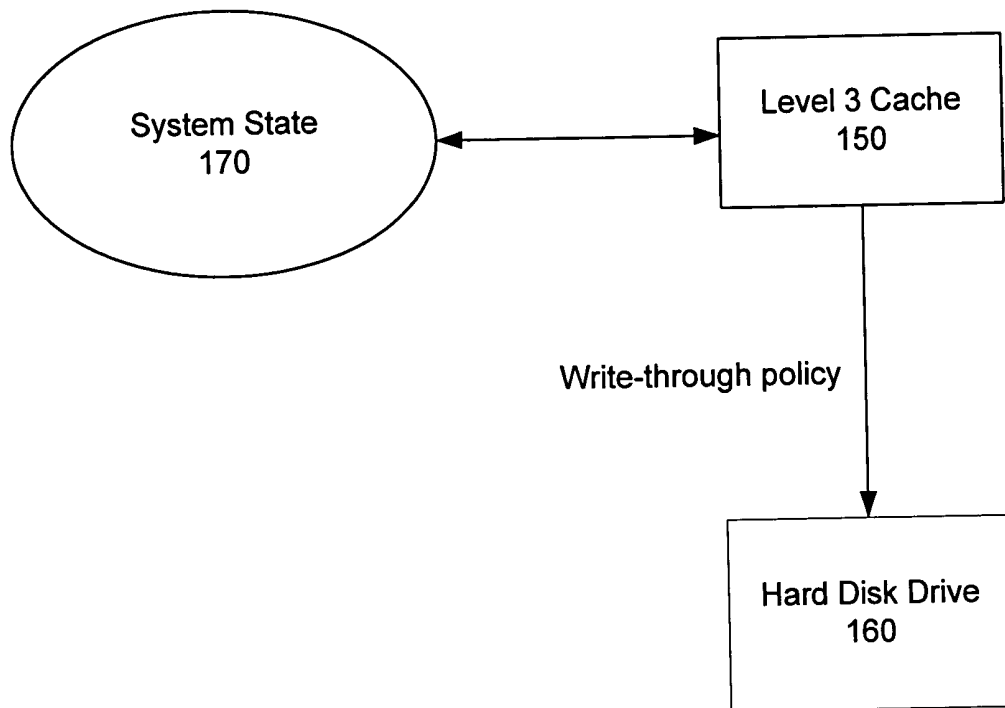 System State
170
Level 3 Cache
150
Write-through policy
Hard Disk Drive
160